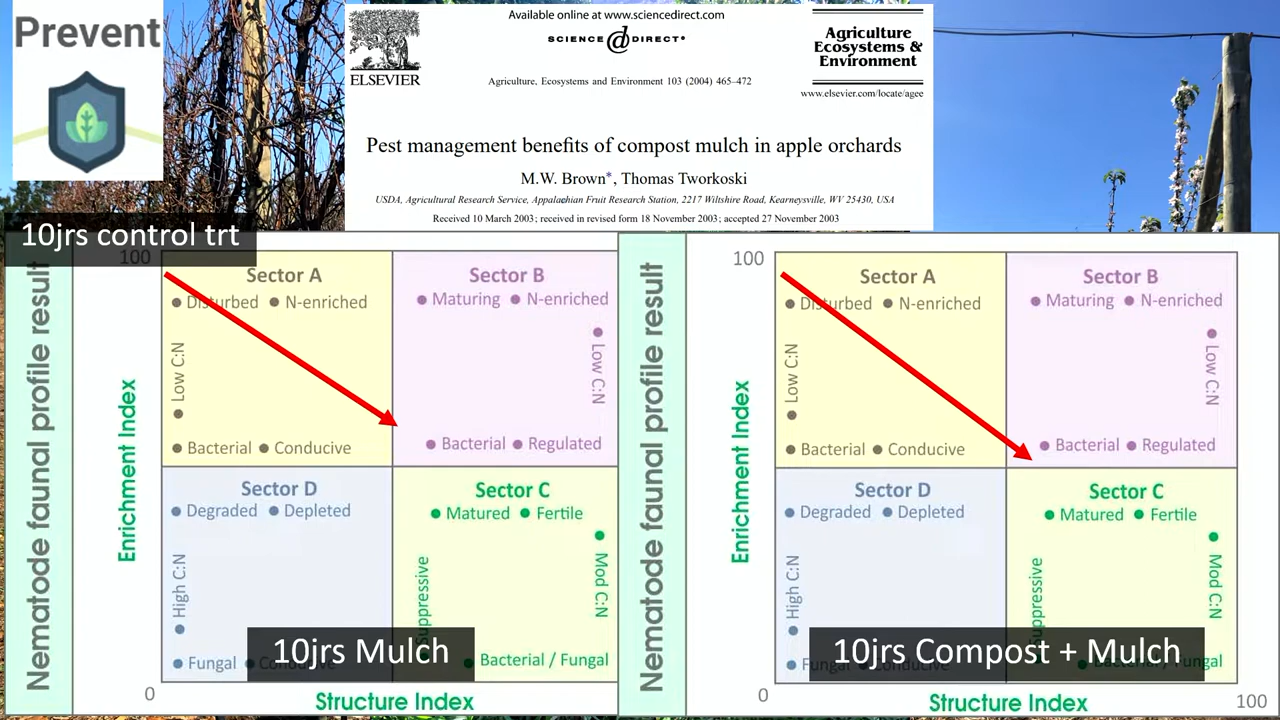 Prevent
ELSEVIER
Available online at www.sciencedirect.com
SCIENCE @ DIRECT®
Agriculture, Ecosystems and Environment 103 (2004) 465–472
Agriculture
Ecosystems &
Environment
www.elsevier.com/locate/agee
Pest management benefits of compost mulch in apple orchards
M.W. Brown*, Thomas Tworkoski
USDA, Agricultural Research Service, Appalachian Fruit Research Station, 2217 Wiltshire Road, Kearneysville, WV 25430, USA
Received 10 March 2003; received in revised form 18 November 2003; accepted 27 November 2003
10jrs control trt
Nematode faunal profile result
Enrichment Index
100
Sector A
• Disturbed • N-enriched
• Low C:N
• Bacterial • Conducive
Sector B
• Maturing • N-enriched
• Low C:N
• Bacterial • Regulated
Sector D
• Degraded • Depleted
• High C:N
• Fungal • Conducive
Sector C
• Matured • Fertile
Suppressive
• Mod C:N
• Bacterial / Fungal
10jrs Mulch
0
Structure Index
Nematode faunal profile result
Enrichment Index
100
Sector A
• Disturbed • N-enriched
• Low C:N
• Bacterial • Conducive
Sector B
• Maturing • N-enriched
• Low C:N
• Bacterial • Regulated
Sector D
• Degraded • Depleted
• High C:N
• Fungal • Conducive
Sector C
• Matured • Fertile
Suppressive
• Mod C:N
• Bacterial / Fungal
10jrs Compost + Mulch
0
Structure Index
100